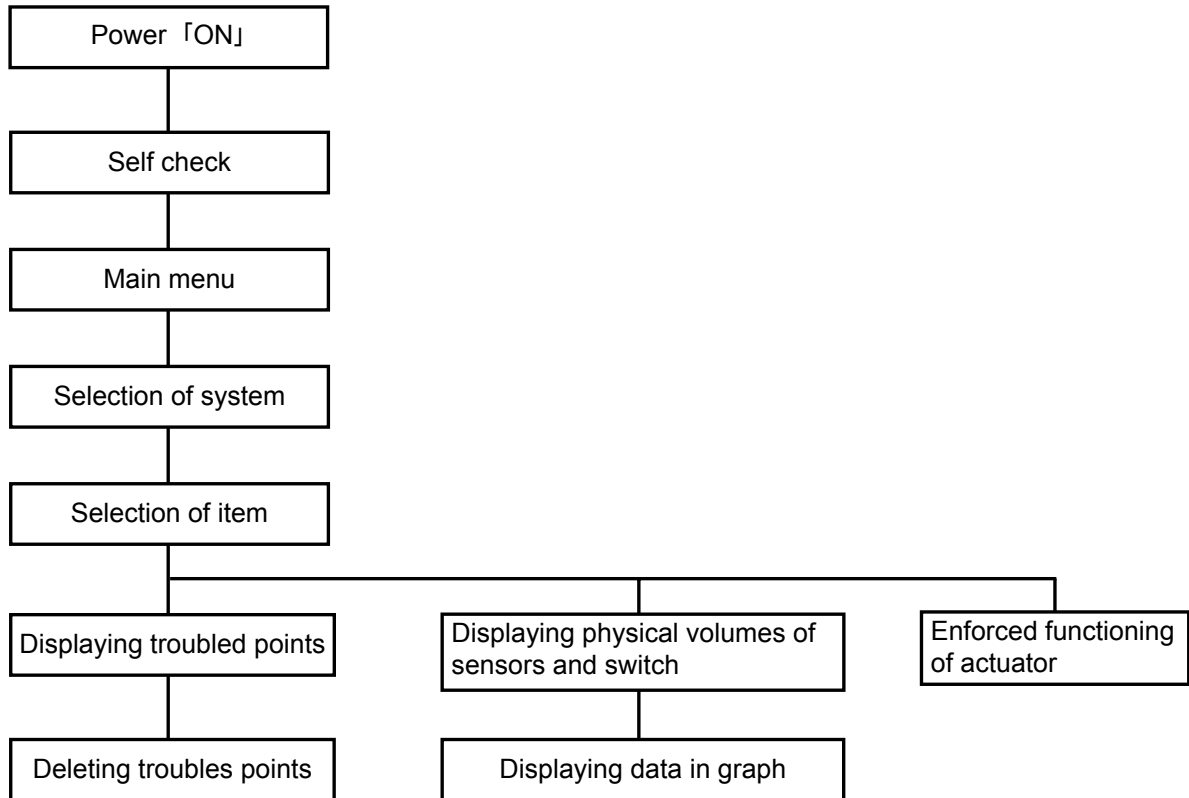 Power「ON」
Self check
Main menu
Selection of system
Selection of item
Displaying troubled points
Displaying physical volumes of
sensors and switch
Enforced functioning
of actuator
Deleting troubles points
Displaying data in graph